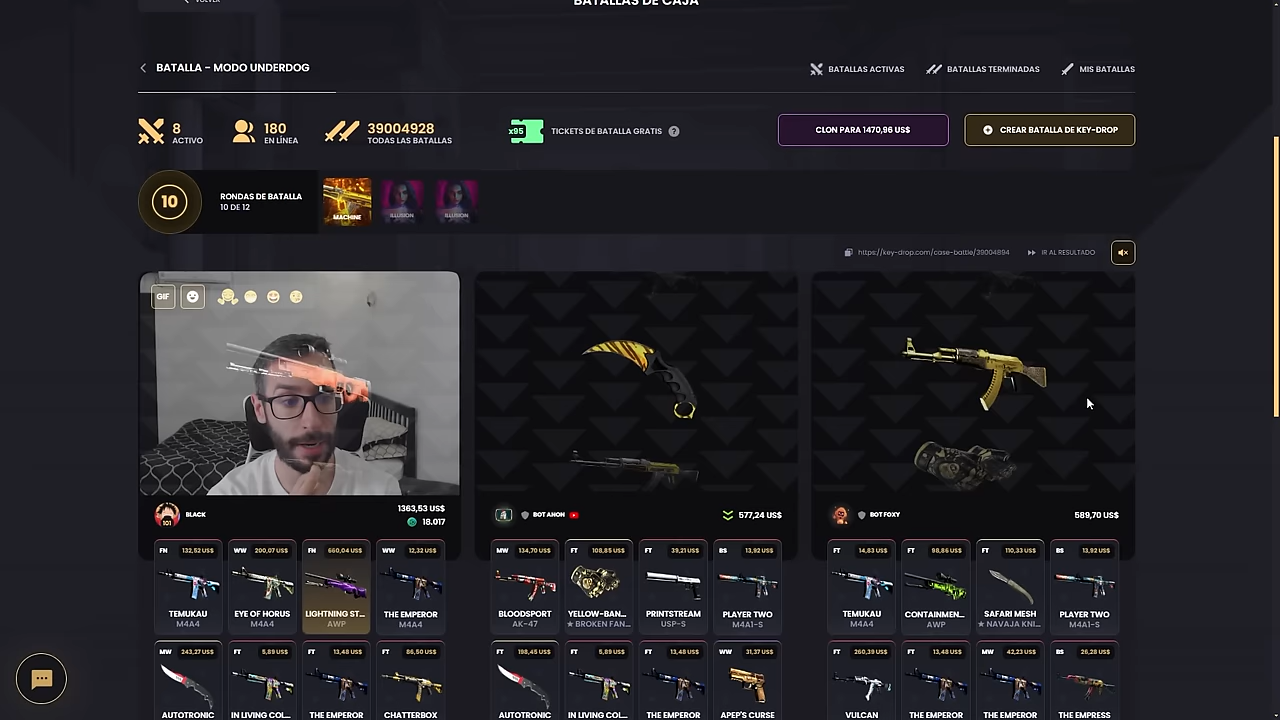 VOLVER
BATALLAS DE CAJA
BATALLA - MODO UNDERDOG
BATALLAS ACTIVAS
BATALLAS TERMINADAS
MIS BATALLAS
8
ACTIVO
180
EN LÍNEA
39004928
TODAS LAS BATALLAS
x95
TICKETS DE BATALLA GRATIS ?
CLON PARA 1470,96 US$
CREAR BATALLA DE KEY-DROP
10
RONDAS DE BATALLA
10 DE 12
MACHINE
ILLUSION
ILLUSION
https://key-drop.com/case-battle/39004894
IR AL RESULTADO
GIF
101
BLACK
1363,53 US$
18.017
BOT ANON
577,24 US$
BOT FOXY
589,70 US$
FN 132,52 US$
TEMUKAU
M4A4
WW 200,07 US$
EYE OF HORUS
M4A4
FN 660,04 US$
LIGHTNING ST...
AWP
WW 12,32 US$
THE EMPEROR
M4A4
MW 134,70 US$
BLOODSPORT
AK-47
FT 108,85 US$
YELLOW-BAN...
★ BROKEN FAN...
FT 39,21 US$
PRINTSTREAM
USP-S
BS 13,92 US$
PLAYER TWO
M4A1-S
FT 14,83 US$
TEMUKAU
M4A4
FT 98,86 US$
CONTAINMEN...
AWP
FT 110,33 US$
SAFARI MESH
★ NAVAJA KNI...
BS 13,92 US$
PLAYER TWO
M4A1-S
MW 243,27 US$
AUTOTRONIC
FT 5,89 US$
IN LIVING COL...
FT 13,48 US$
THE EMPEROR
FT 86,50 US$
CHATTERBOX
FT 198,45 US$
AUTOTRONIC
FT 5,89 US$
IN LIVING COL...
FT 13,48 US$
THE EMPEROR
WW 31,37 US$
APEP'S CURSE
FT 260,39 US$
VULCAN
FT 13,48 US$
THE EMPEROR
MW 42,23 US$
THE EMPEROR
BS 26,28 US$
THE EMPRESS